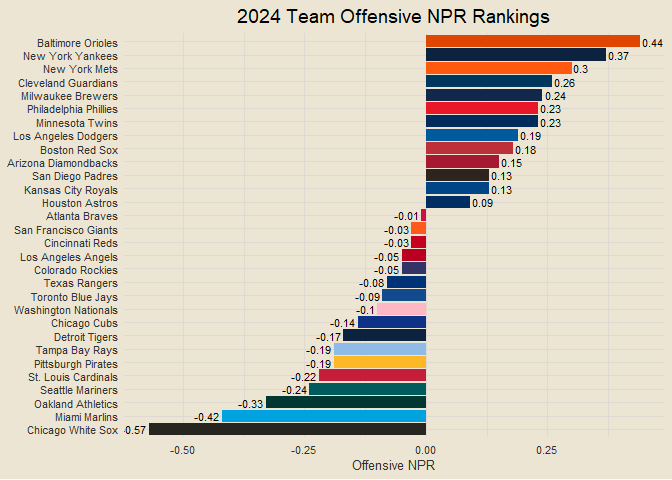 2024 Team Offensive NPR Rankings
Baltimore Orioles 0.44
New York Yankees 0.37
New York Mets 0.3
Cleveland Guardians 0.26
Milwaukee Brewers 0.24
Philadelphia Phillies 0.23
Minnesota Twins 0.23
Los Angeles Dodgers 0.19
Boston Red Sox 0.18
Arizona Diamondbacks 0.15
San Diego Padres 0.13
Kansas City Royals 0.13
Houston Astros 0.09
Atlanta Braves -0.01
San Francisco Giants -0.03
Cincinnati Reds -0.03
Los Angeles Angels -0.05
Colorado Rockies -0.05
Texas Rangers -0.08
Toronto Blue Jays -0.09
Washington Nationals -0.1
Chicago Cubs -0.14
Detroit Tigers -0.17
Tampa Bay Rays -0.19
Pittsburgh Pirates -0.19
St. Louis Cardinals -0.22
Seattle Mariners -0.24
Oakland Athletics -0.33
Miami Marlins -0.42
Chicago White Sox -0.57
-0.50 -0.25 0.00 0.25
Offensive NPR